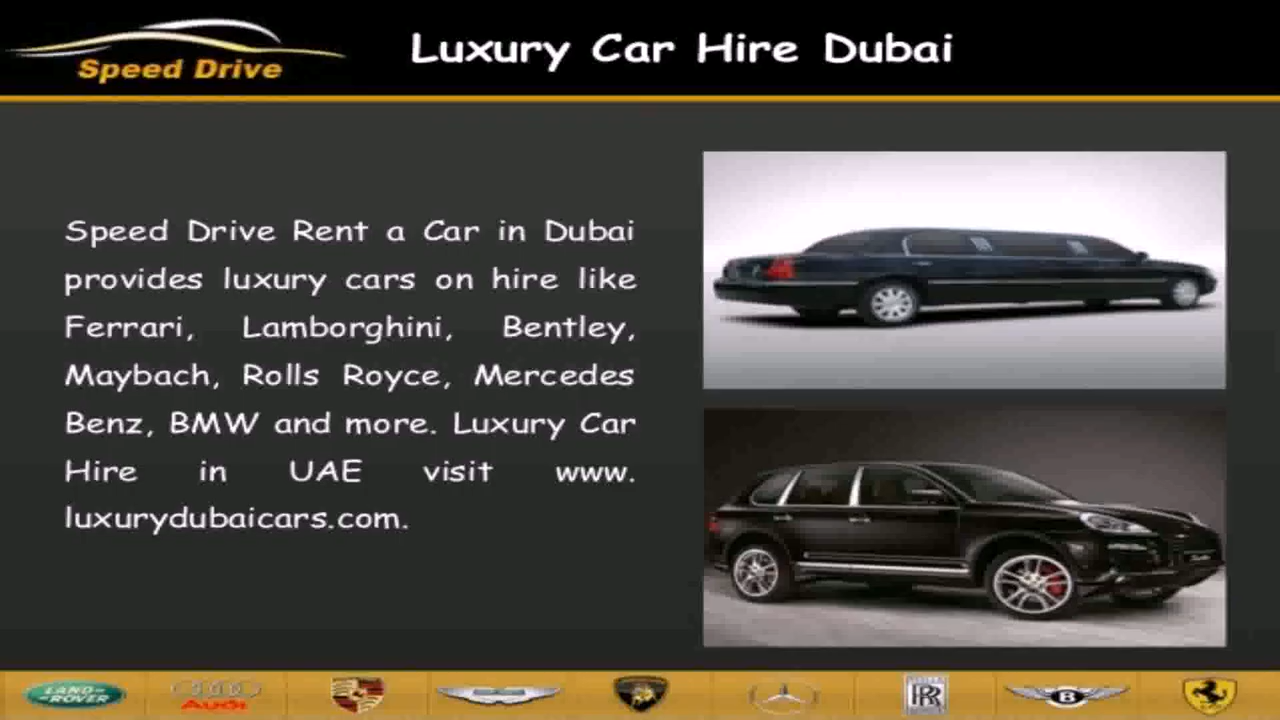 Speed Drive
Luxury Car Hire Dubai
Speed Drive Rent a Car in Dubai
provides luxury cars on hire like
Ferrari, Lamborghini, Bentley,
Maybach, Rolls Royce, Mercedes
Benz, BMW and more. Luxury Car
Hire in UAE visit www.
luxurydubaicars.com.
LAND-
-ROVER
Audi
RR
B